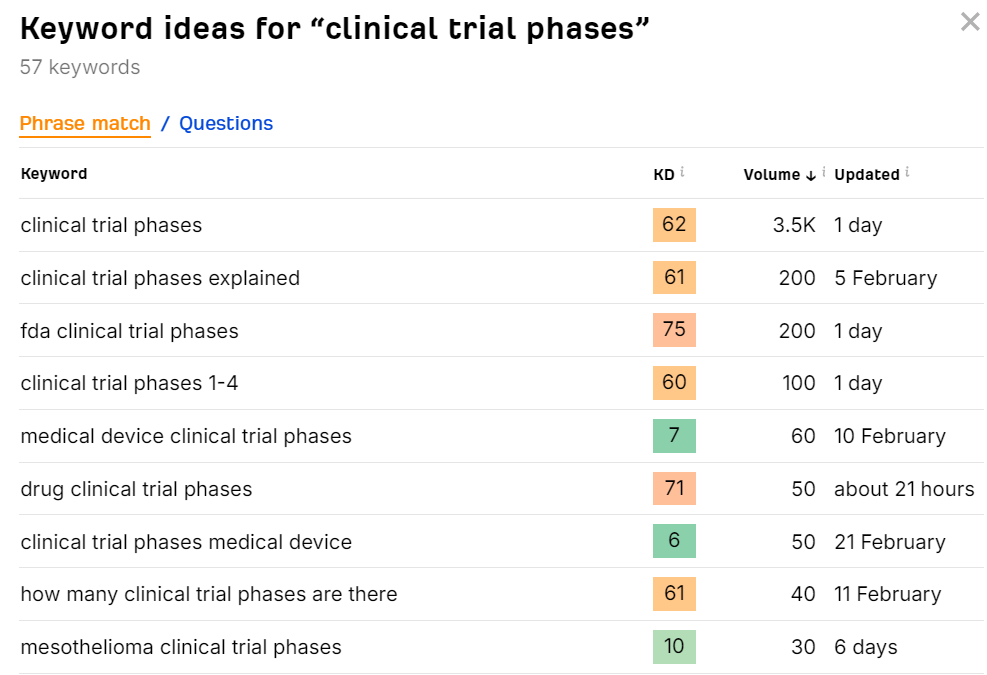 Keyword ideas for “clinical trial phases”
57 keywords
Phrase match / Questions
Keyword KD i Volume ↓ i Updated i
clinical trial phases 62 3.5K 1 day
clinical trial phases explained 61 200 5 February
fda clinical trial phases 75 200 1 day
clinical trial phases 1-4 60 100 1 day
medical device clinical trial phases 7 60 10 February
drug clinical trial phases 71 50 about 21 hours
clinical trial phases medical device 6 50 21 February
how many clinical trial phases are there 61 40 11 February
mesothelioma clinical trial phases 10 30 6 days